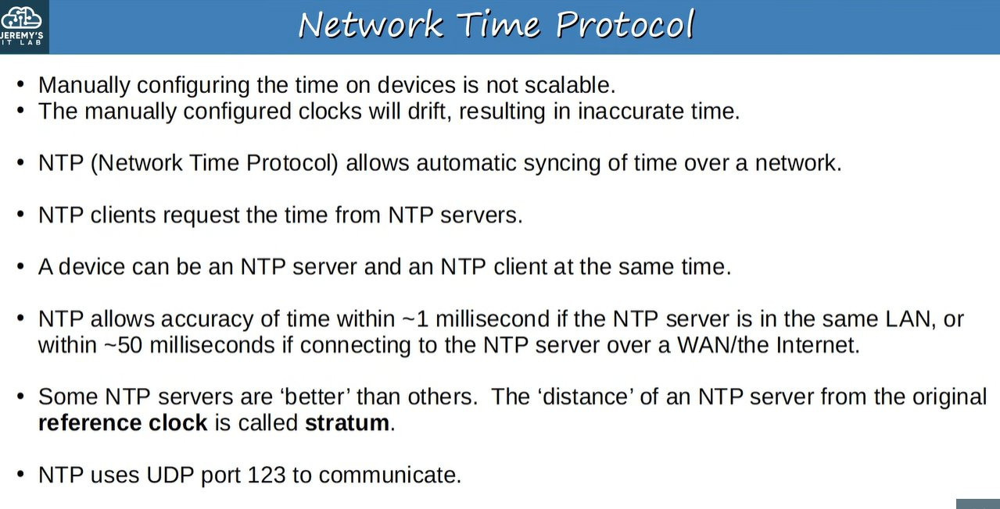 JEREMY'S
IT LAB
Network Time Protocol
• Manually configuring the time on devices is not scalable.
• The manually configured clocks will drift, resulting in inaccurate time.
• NTP (Network Time Protocol) allows automatic syncing of time over a network.
• NTP clients request the time from NTP servers.
• A device can be an NTP server and an NTP client at the same time.
• NTP allows accuracy of time within ~1 millisecond if the NTP server is in the same LAN, or
within ~50 milliseconds if connecting to the NTP server over a WAN/the Internet.
• Some NTP servers are ‘better’ than others.  The ‘distance’ of an NTP server from the original
reference clock is called stratum.
• NTP uses UDP port 123 to communicate.